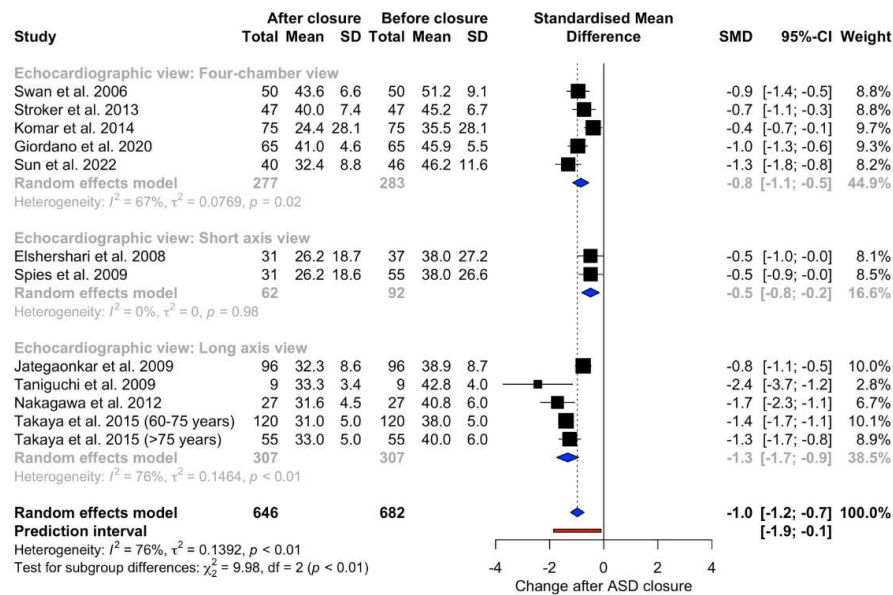 After closure Before closure Standardised Mean
Study Total Mean SD Total Mean SD Difference SMD 95%-CI Weight
Echocardiographic view: Four-chamber view
Swan et al. 2006 50 43.6 6.6 50 51.2 9.1 -0.9 [-1.4; -0.5] 8.8%
Stroker et al. 2013 47 40.0 7.4 47 45.2 6.7 -0.7 [-1.1; -0.3] 8.8%
Komar et al. 2014 75 24.4 28.1 75 35.5 28.1 -0.4 [-0.7; -0.1] 9.7%
Giordano et al. 2020 65 41.0 4.6 65 45.9 5.5 -1.0 [-1.3; -0.6] 9.3%
Sun et al. 2022 40 32.4 8.8 46 46.2 11.6 -1.3 [-1.8; -0.8] 8.2%
Random effects model 277 283 -0.8 [-1.1; -0.5] 44.9%
Heterogeneity: I² = 67%, τ² = 0.0769, p = 0.02
Echocardiographic view: Short axis view
Elshershari et al. 2008 31 26.2 18.7 37 38.0 27.2 -0.5 [-1.0; -0.0] 8.1%
Spies et al. 2009 31 26.2 18.6 55 38.0 26.6 -0.5 [-0.9; -0.0] 8.5%
Random effects model 62 92 -0.5 [-0.8; -0.2] 16.6%
Heterogeneity: I² = 0%, τ² = 0, p = 0.98
Echocardiographic view: Long axis view
Jategaonkar et al. 2009 96 32.3 8.6 96 38.9 8.7 -0.8 [-1.1; -0.5] 10.0%
Taniguchi et al. 2009 9 33.3 3.4 9 42.8 4.0 -2.4 [-3.7; -1.2] 2.8%
Nakagawa et al. 2012 27 31.6 4.5 27 40.8 6.0 -1.7 [-2.3; -1.1] 6.7%
Takaya et al. 2015 (60-75 years) 120 31.0 5.0 120 38.0 5.0 -1.4 [-1.7; -1.1] 10.1%
Takaya et al. 2015 (>75 years) 55 33.0 5.0 55 40.0 6.0 -1.3 [-1.7; -0.8] 8.9%
Random effects model 307 307 -1.3 [-1.7; -0.9] 38.5%
Heterogeneity: I² = 76%, τ² = 0.1464, p < 0.01
Random effects model 646 682 -1.0 [-1.2; -0.7] 100.0%
Prediction interval [-1.9; -0.1]
Heterogeneity: I² = 76%, τ² = 0.1392, p < 0.01
Test for subgroup differences: χ²₂ = 9.98, df = 2 (p < 0.01)
-4 -2 0 2 4
Change after ASD closure